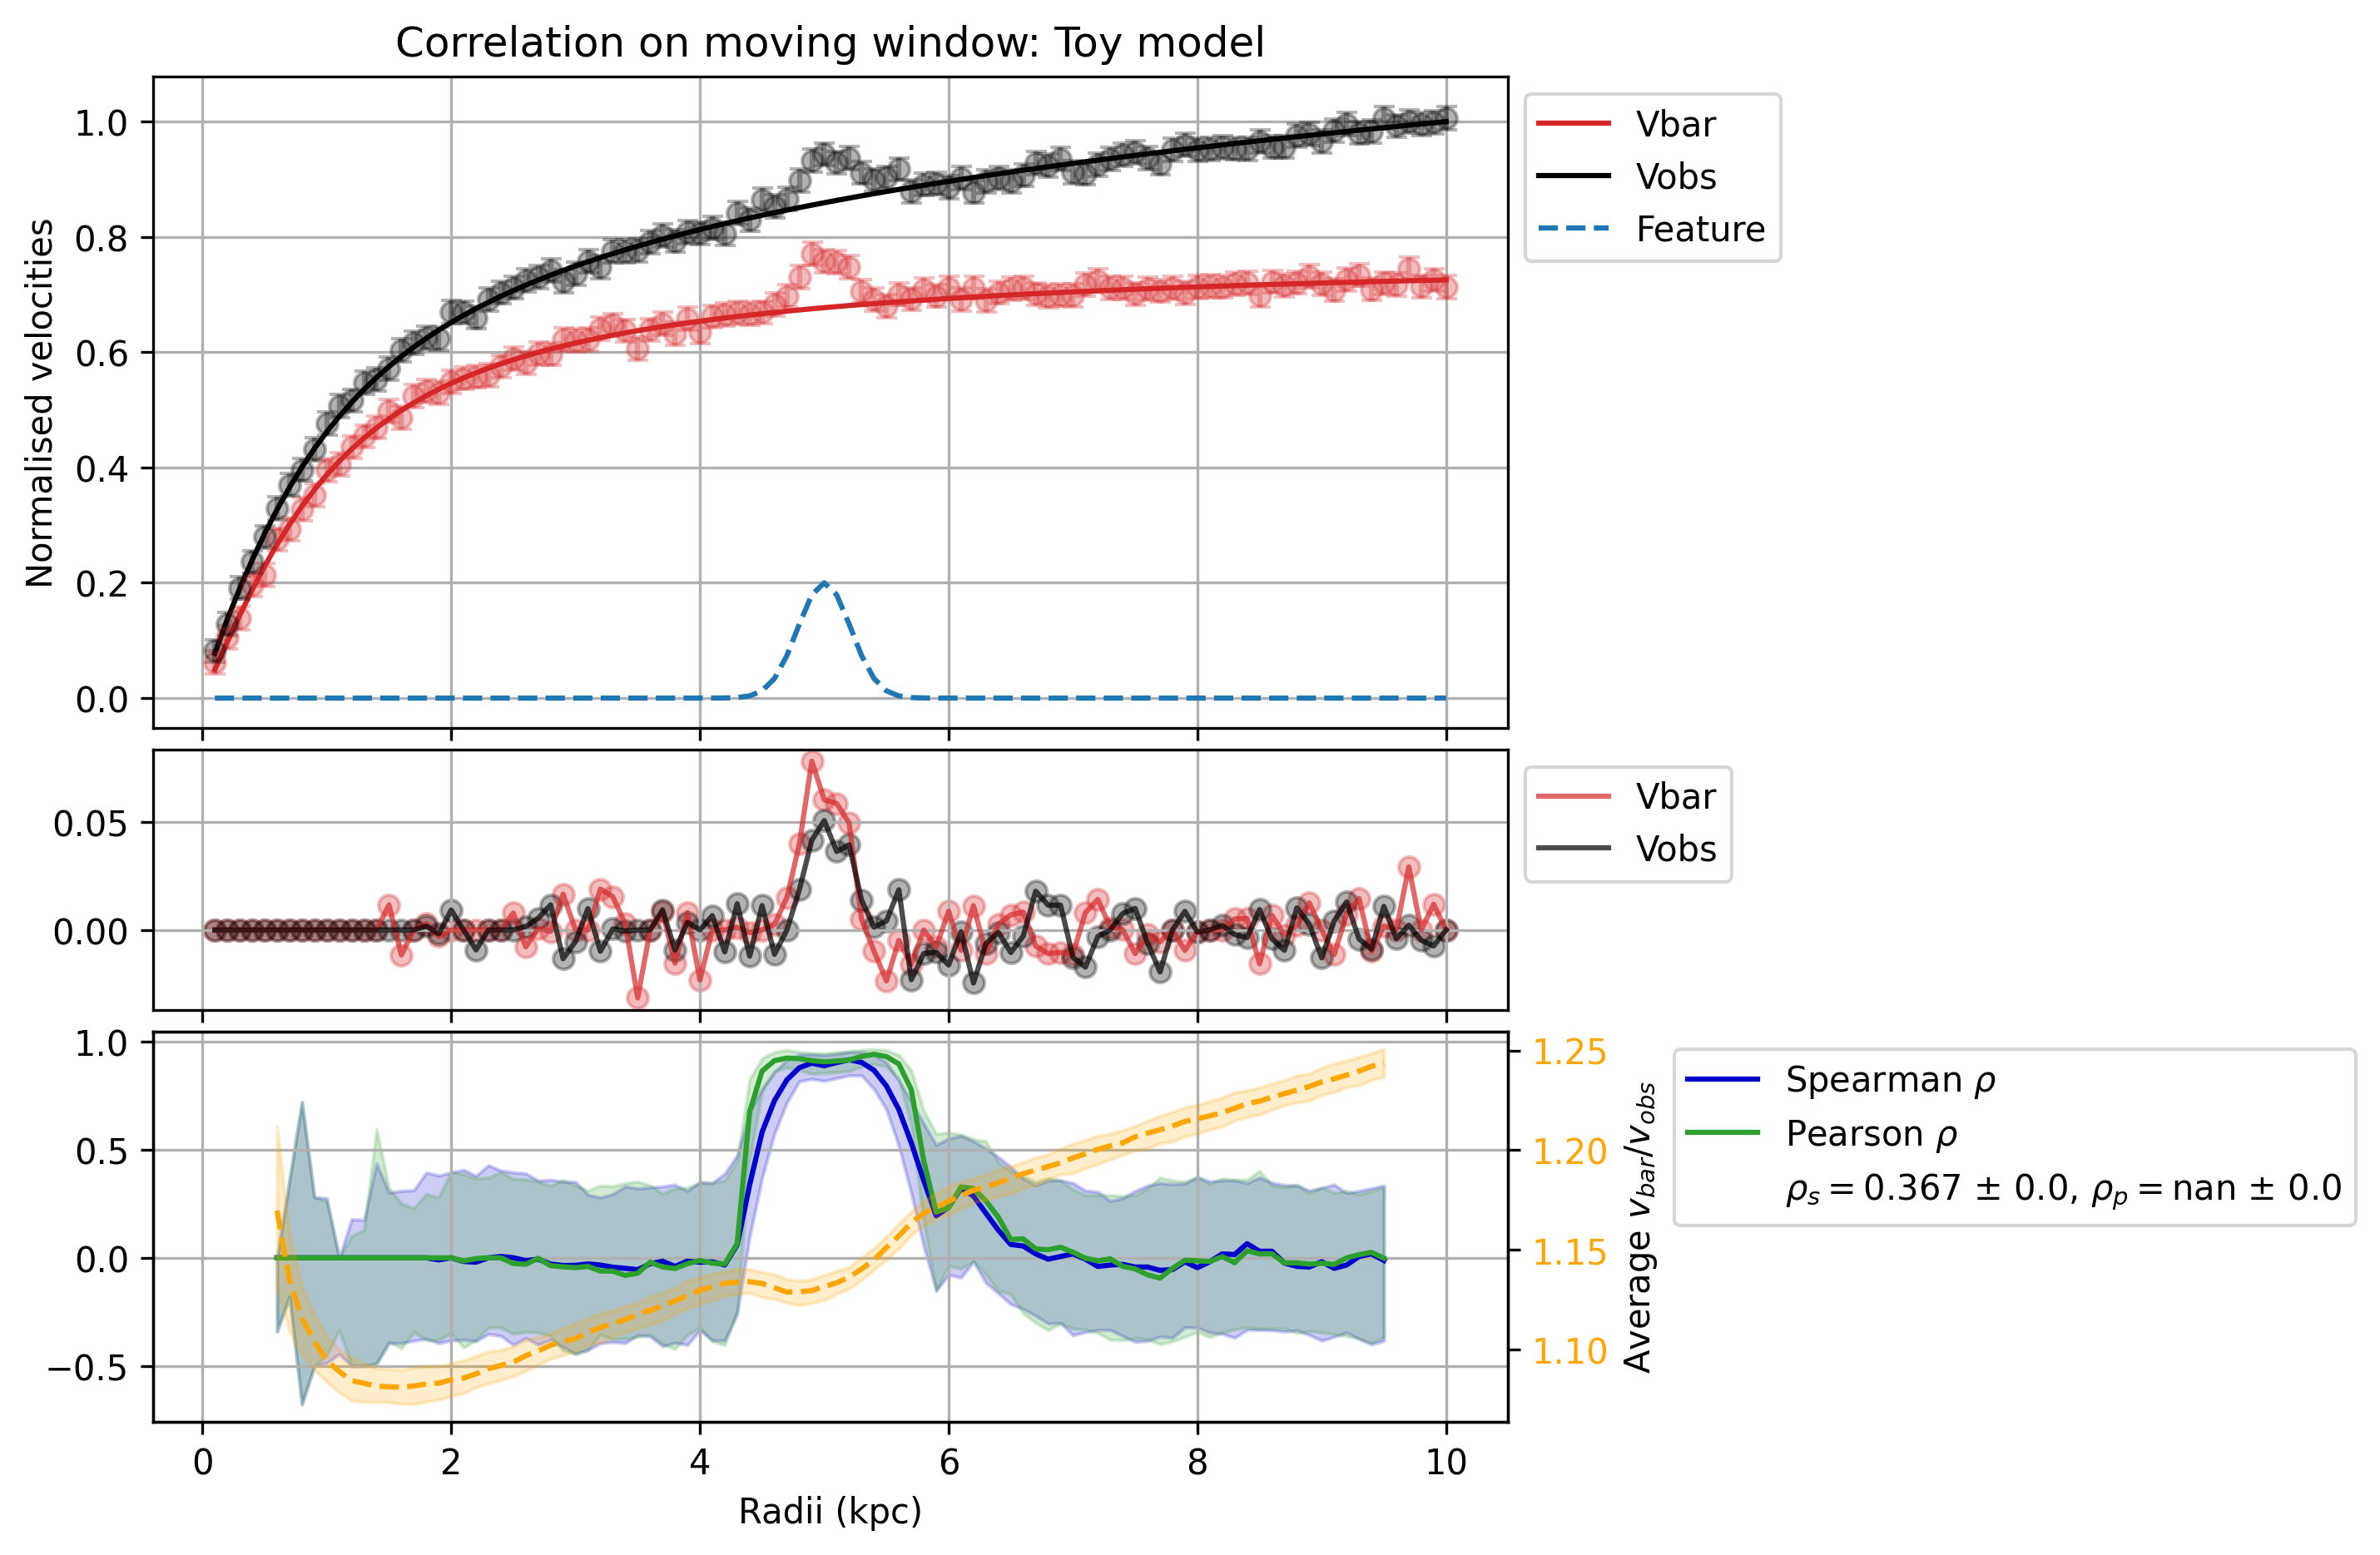 Correlation on moving window: Toy model
Normalised velocities
1.0
0.8
0.6
0.4
0.2
0.0
Vbar
Vobs
Feature
0.05
0.00
Vbar
Vobs
1.0
0.5
0.0
−0.5
1.25
1.20
1.15
1.10
Average v_bar/v_obs
Spearman ρ
Pearson ρ
ρ_s = 0.367 ± 0.0, ρ_p = nan ± 0.0
0 2 4 6 8 10
Radii (kpc)